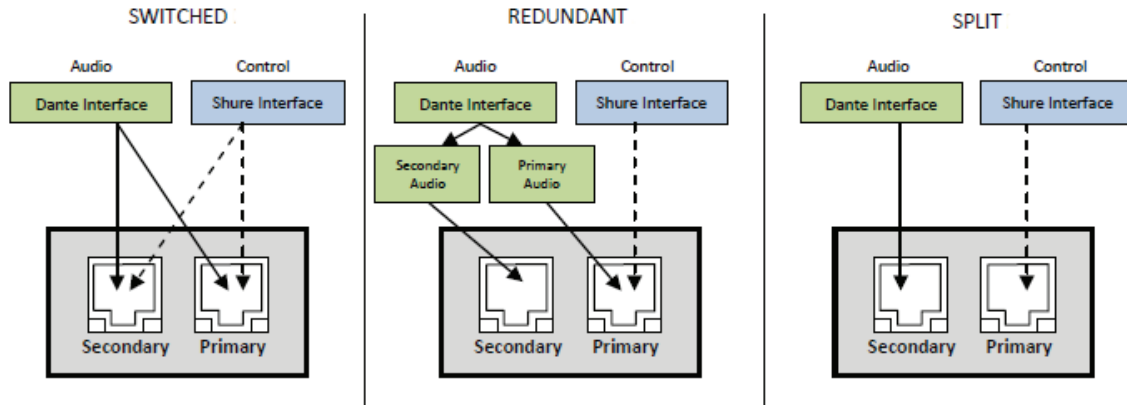 SWITCHED
Audio
Control
Dante Interface
Shure Interface
Secondary
Primary
REDUNDANT
Audio
Control
Dante Interface
Shure Interface
Secondary
Audio
Primary
Audio
Secondary
Primary
SPLIT
Audio
Control
Dante Interface
Shure Interface
Secondary
Primary